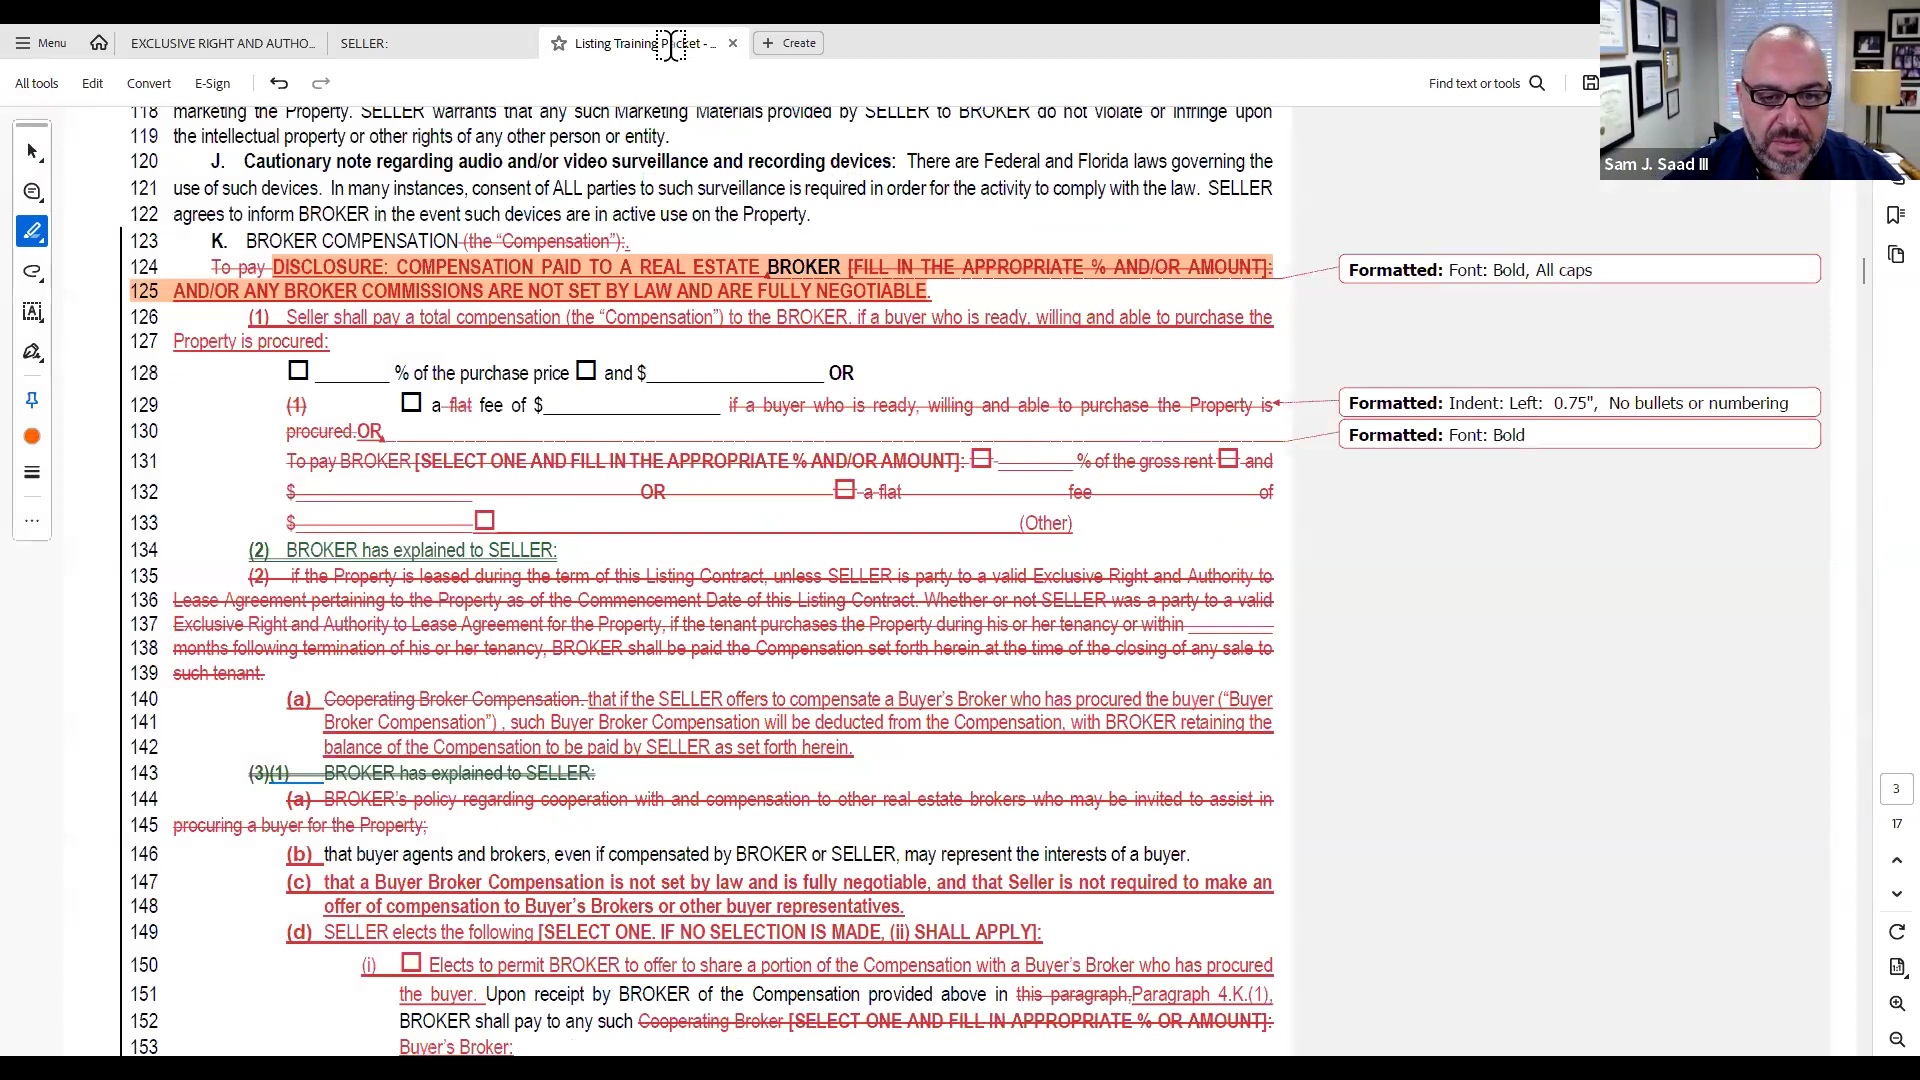 Menu
EXCLUSIVE RIGHT AND AUTHO...
SELLER:
Listing Training Packet - ...
Create
All tools
Edit
Convert
E-Sign
Find text or tools
Sam J. Saad III
118 marketing the Property. SELLER warrants that any such Marketing Materials provided by SELLER to BROKER do not violate or infringe upon
119 the intellectual property or other rights of any other person or entity.
120 J. Cautionary note regarding audio and/or video surveillance and recording devices: There are Federal and Florida laws governing the
121 use of such devices. In many instances, consent of ALL parties to such surveillance is required in order for the activity to comply with the law. SELLER
122 agrees to inform BROKER in the event such devices are in active use on the Property.
123 K. BROKER COMPENSATION (the “Compensation”):.
124 To pay DISCLOSURE: COMPENSATION PAID TO A REAL ESTATE BROKER [FILL IN THE APPROPRIATE % AND/OR AMOUNT]:
Formatted: Font: Bold, All caps
125 AND/OR ANY BROKER COMMISSIONS ARE NOT SET BY LAW AND ARE FULLY NEGOTIABLE.
126 (1) Seller shall pay a total compensation (the “Compensation”) to the BROKER, if a buyer who is ready, willing and able to purchase the
127 Property is procured:
128 ________ % of the purchase price and $___________________ OR
129 (1) a flat fee of $___________________ if a buyer who is ready, willing and able to purchase the Property is
Formatted: Indent: Left: 0.75", No bullets or numbering
130 procured.OR
Formatted: Font: Bold
131 To pay BROKER [SELECT ONE AND FILL IN THE APPROPRIATE % AND/OR AMOUNT]: ________ % of the gross rent and
132 $___________________ OR a flat fee of
133 $___________________ ___________________ (Other)
134 (2) BROKER has explained to SELLER:
135 (2) if the Property is leased during the term of this Listing Contract, unless SELLER is party to a valid Exclusive Right and Authority to
136 Lease Agreement pertaining to the Property as of the Commencement Date of this Listing Contract. Whether or not SELLER was a party to a valid
137 Exclusive Right and Authority to Lease Agreement for the Property, if the tenant purchases the Property during his or her tenancy or within _________
138 months following termination of his or her tenancy, BROKER shall be paid the Compensation set forth herein at the time of the closing of any sale to
139 such tenant.
140 (a) Cooperating Broker Compensation. that if the SELLER offers to compensate a Buyer’s Broker who has procured the buyer (“Buyer
141 Broker Compensation”) , such Buyer Broker Compensation will be deducted from the Compensation, with BROKER retaining the
142 balance of the Compensation to be paid by SELLER as set forth herein.
143 (3)(1) BROKER has explained to SELLER:
144 (a) BROKER’s policy regarding cooperation with and compensation to other real estate brokers who may be invited to assist in
145 procuring a buyer for the Property;
146 (b) that buyer agents and brokers, even if compensated by BROKER or SELLER, may represent the interests of a buyer.
147 (c) that a Buyer Broker Compensation is not set by law and is fully negotiable, and that Seller is not required to make an
148 offer of compensation to Buyer’s Brokers or other buyer representatives.
149 (d) SELLER elects the following [SELECT ONE. IF NO SELECTION IS MADE, (ii) SHALL APPLY]:
150 (i) Elects to permit BROKER to offer to share a portion of the Compensation with a Buyer’s Broker who has procured
151 the buyer. Upon receipt by BROKER of the Compensation provided above in this paragraph,Paragraph 4.K.(1),
152 BROKER shall pay to any such Cooperating Broker [SELECT ONE AND FILL IN APPROPRIATE % OR AMOUNT]:
153 Buyer’s Broker:
3
17